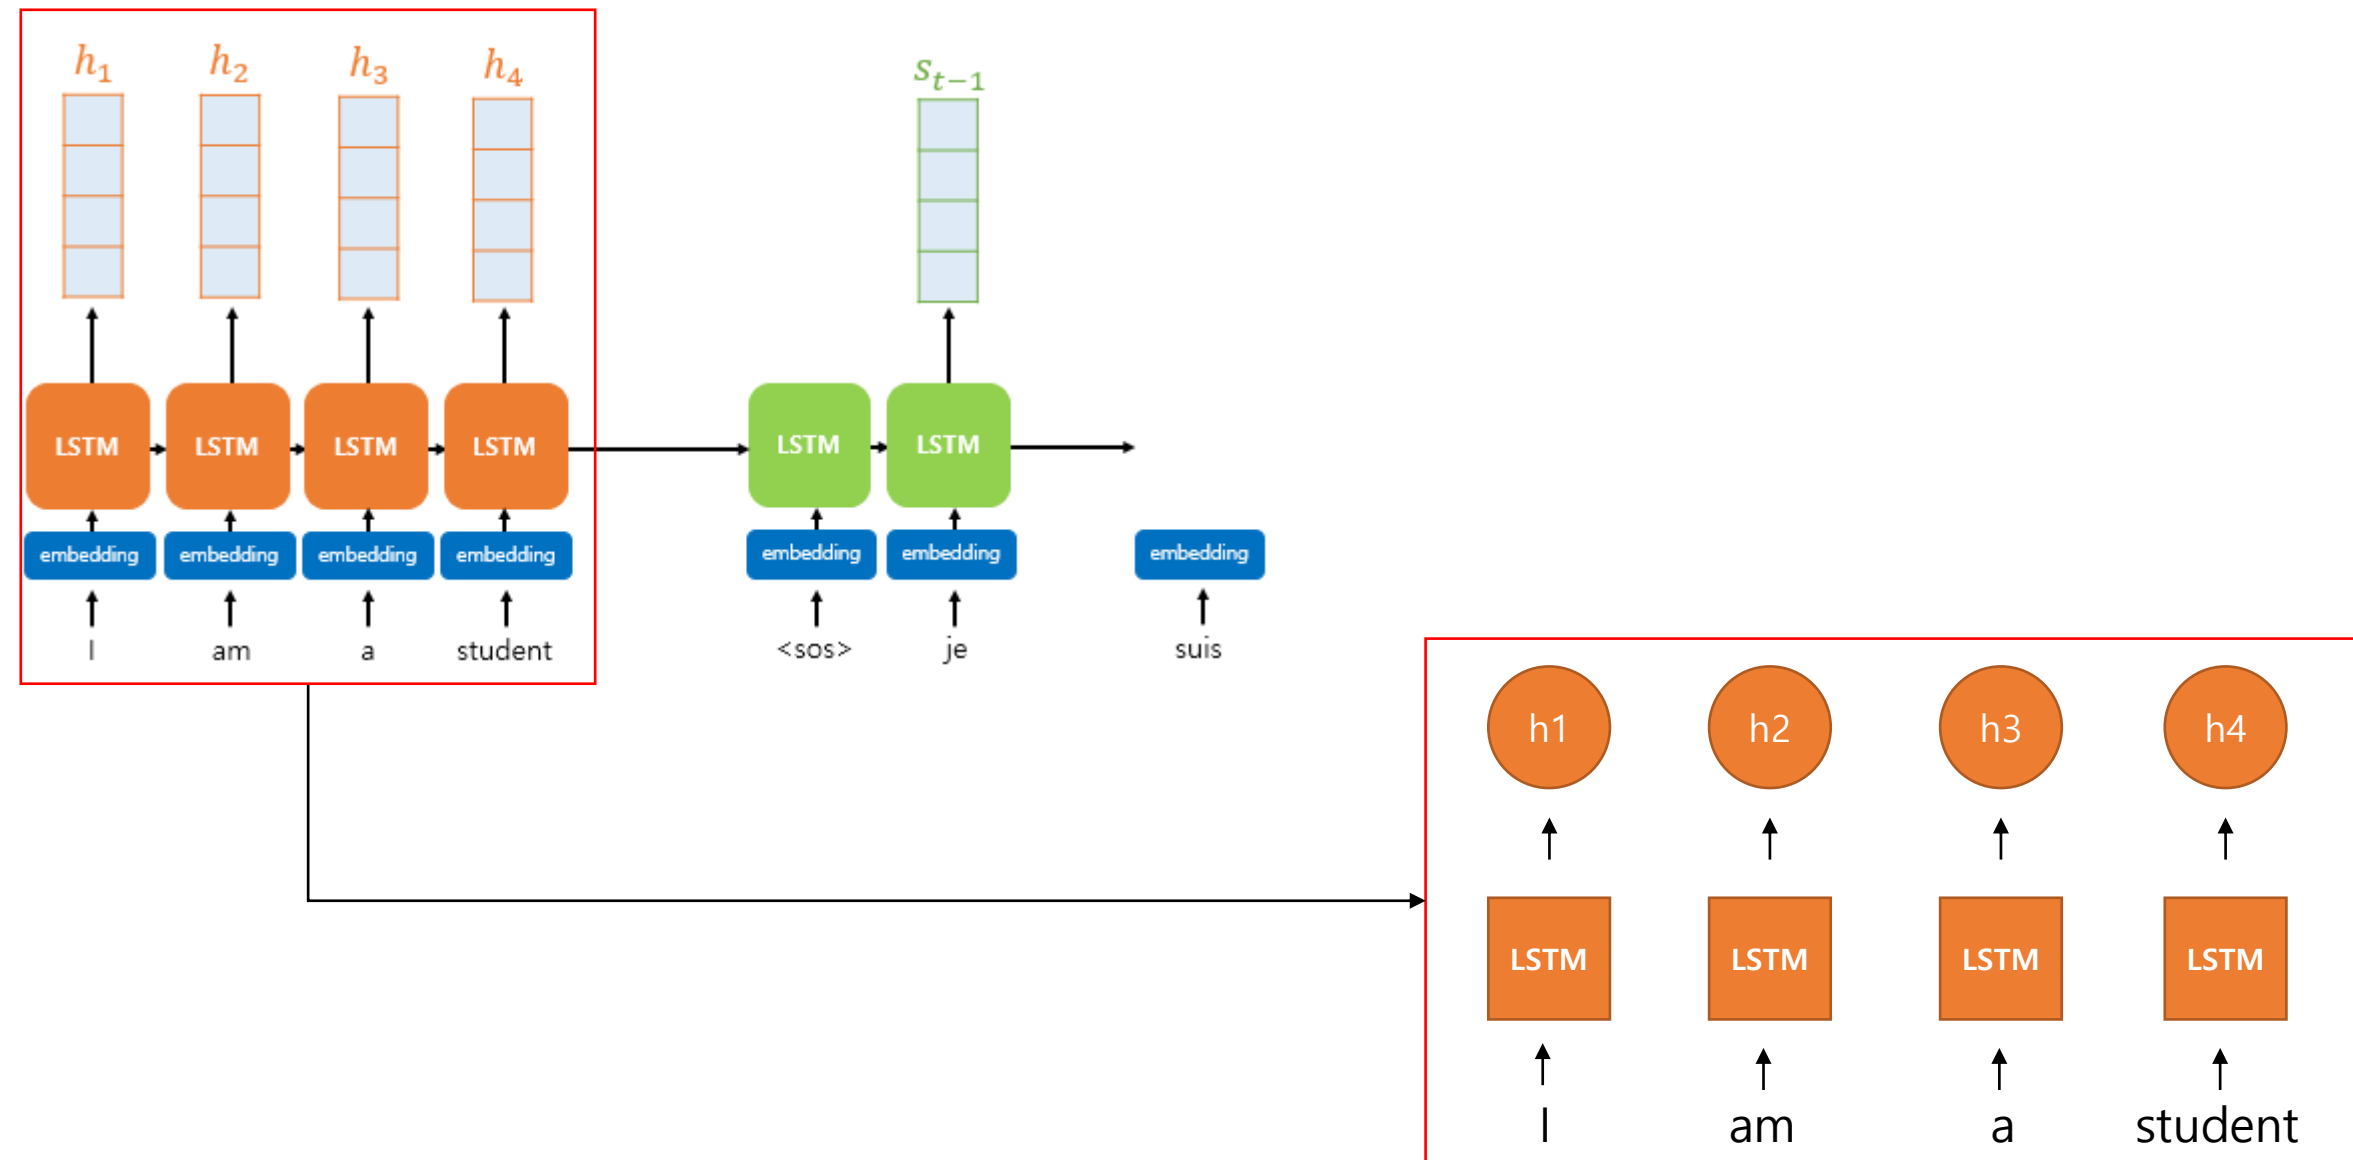 h₁ h₂ h₃ h₄ sₜ₋₁
LSTM LSTM LSTM LSTM LSTM LSTM
embedding embedding embedding embedding embedding embedding embedding
I am a student <sos> je suis
h1 h2 h3 h4
LSTM LSTM LSTM LSTM
I am a student